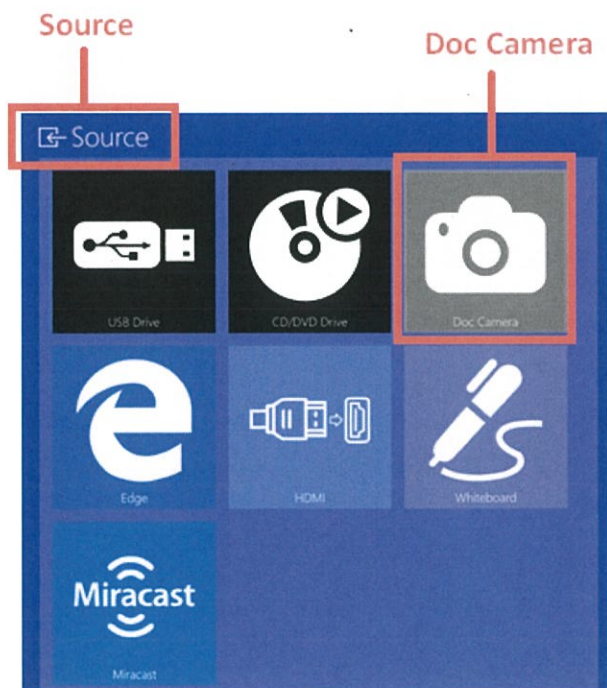 Source
Doc Camera
Source
USB Drive
CD/DVD Drive
Doc Camera
Edge
HDMI
Whiteboard
Miracast
Miracast